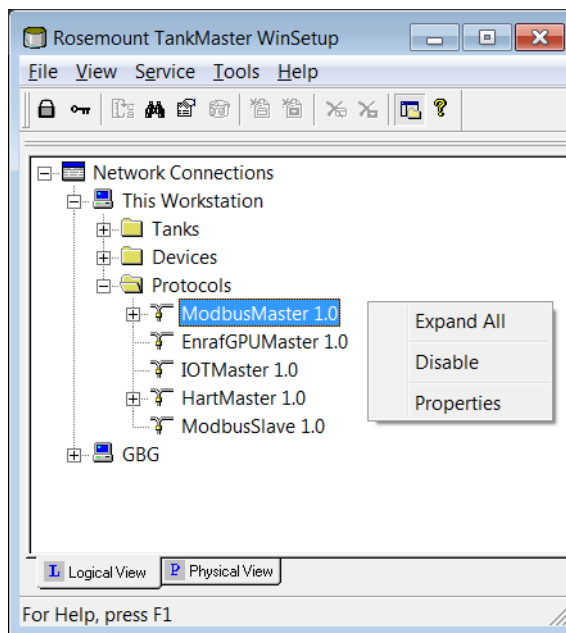 Rosemount TankMaster WinSetup
File View Service Tools Help
Network Connections
This Workstation
Tanks
Devices
Protocols
ModbusMaster 1.0
Expand All
EnrafGPUMaster 1.0
Disable
IOTMaster 1.0
HartMaster 1.0
Properties
ModbusSlave 1.0
GBG
L Logical View P Physical View
For Help, press F1